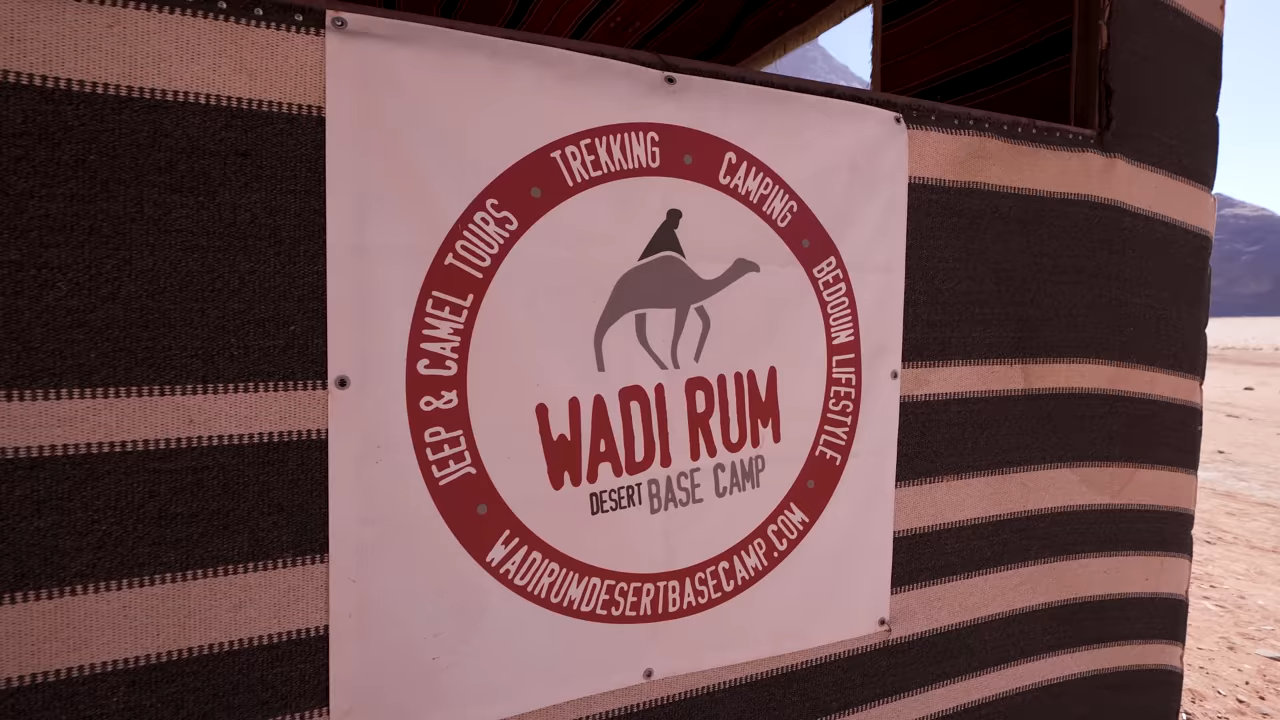 JEEP & CAMEL TOURS • TREKKING • CAMPING • BEDOUIN LIFESTYLE •
WADI RUM
DESERT BASE CAMP
WADIRUMDESERTBASECAMP.COM